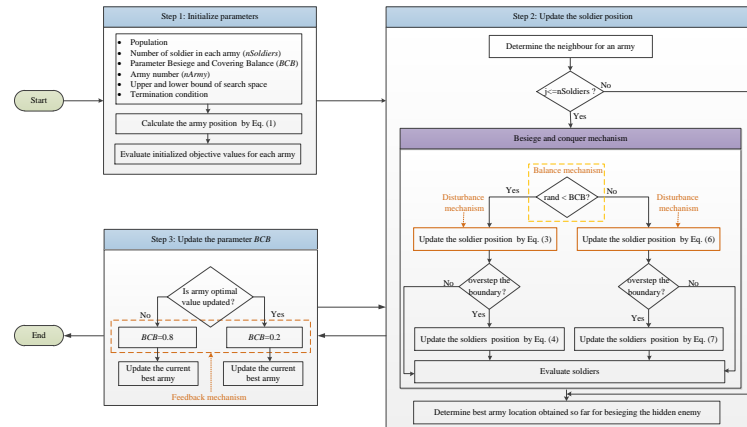 Start
Step 1: Initialize parameters
• Population
• Number of soldier in each army (nSoldiers)
• Parameter Besiege and Covering Balance (BCB)
• Army number (nArmy)
• Upper and lower bound of search space
• Termination condition
Calculate the army position by Eq. (1)
Evaluate initialized objective values for each army
Step 2: Update the soldier position
Determine the neighbour for an army
j<=nSoldiers ?
No
Yes
Besiege and conquer mechanism
Balance mechanism
Yes
rand < BCB?
No
Disturbance
mechanism
Disturbance
mechanism
Update the soldier position by Eq. (3)
Update the soldier position by Eq. (6)
No
overstep the
boundary?
overstep the
boundary?
No
Yes
Yes
Update the soldiers position by Eq. (4)
Update the soldiers position by Eq. (7)
Evaluate soldiers
Determine best army location obtained so far for besieging the hidden enemy
Step 3: Update the parameter BCB
Is army optimal
value updated?
No
Yes
BCB=0.8
BCB=0.2
Update the current
best army
Update the current
best army
Feedback mechanism
End